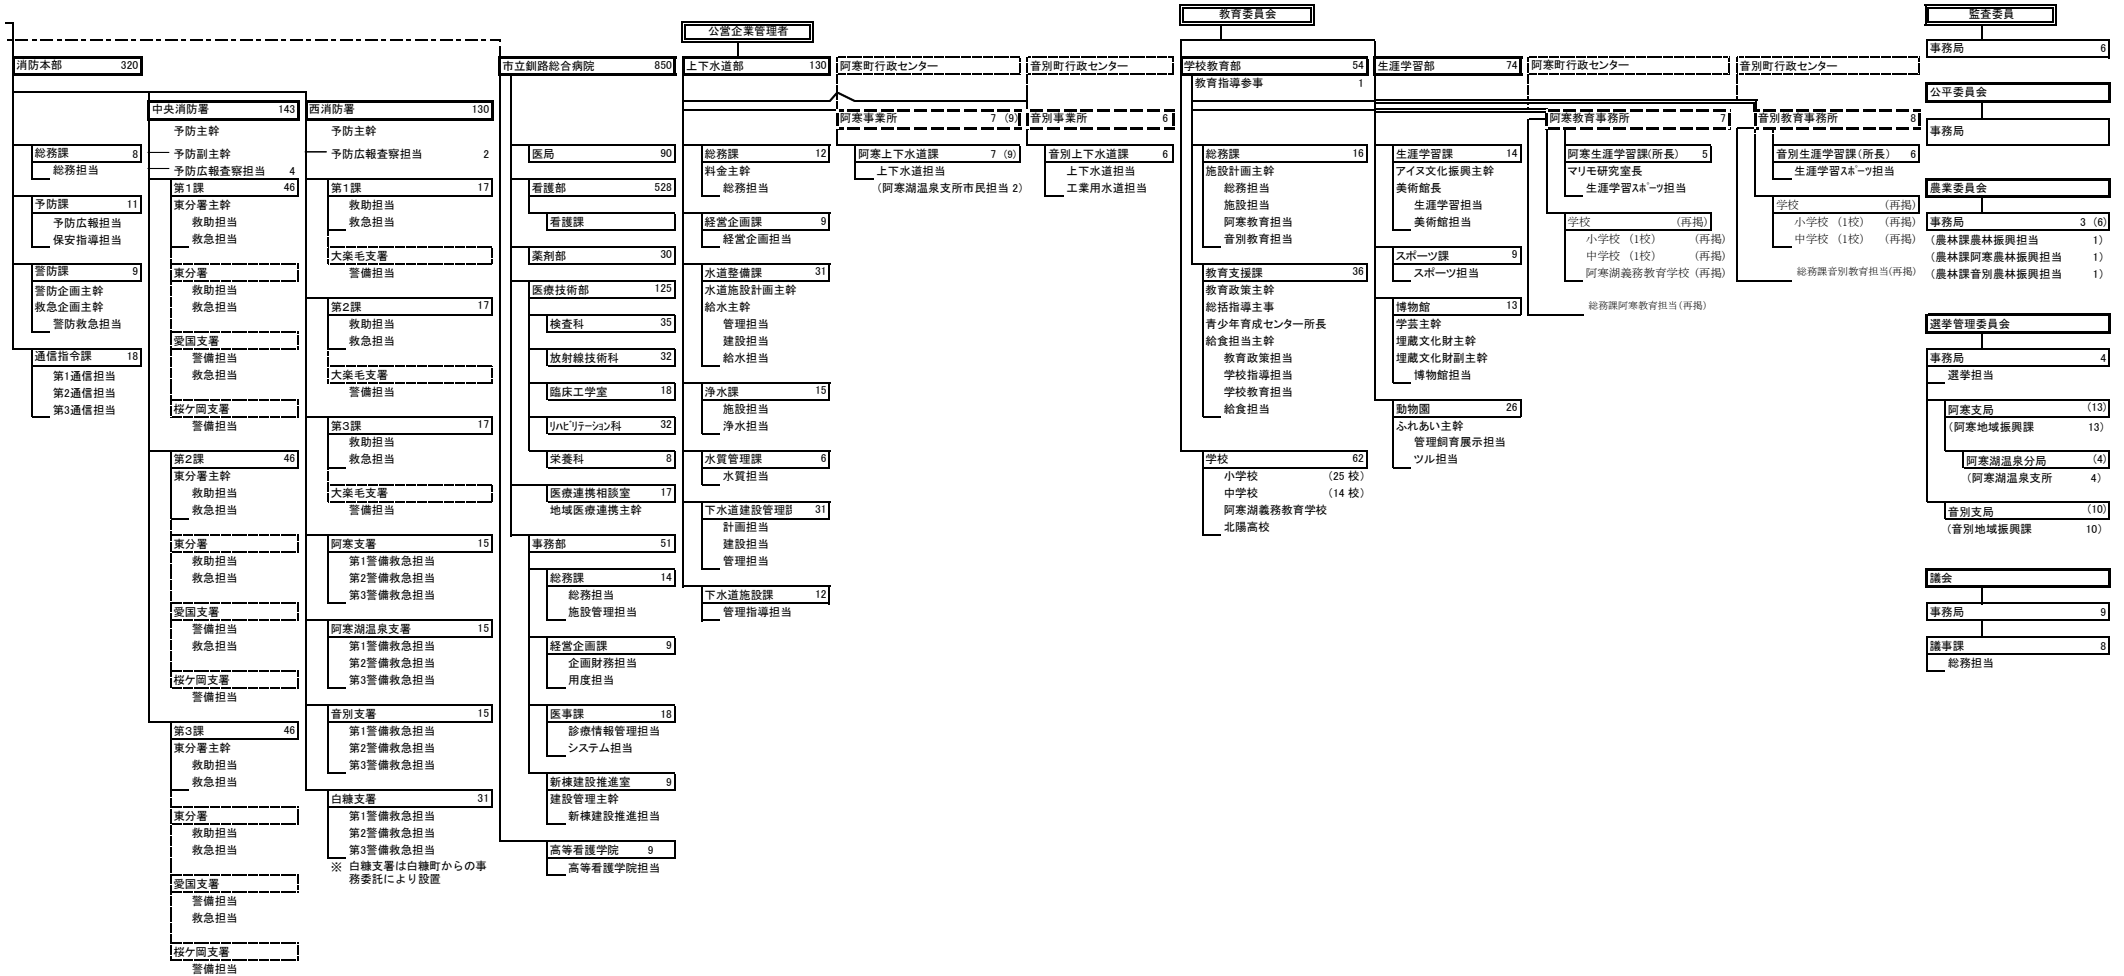 消防本部 320
総務課 8
総務担当
予防課 11
予防広報担当
保安指導担当
警防課 9
警防企画主幹
救急企画主幹
警防救急担当
通信指令課 18
第1通信担当
第2通信担当
第3通信担当
中央消防署 143
予防主幹
予防副主幹
予防広報査察担当 4
第1課 46
東分署主幹
救助担当
救急担当
東分署
救助担当
救急担当
愛国支署
警備担当
救急担当
桜ケ岡支署
警備担当
第2課 46
東分署主幹
救助担当
救急担当
東分署
救助担当
救急担当
愛国支署
警備担当
救急担当
桜ケ岡支署
警備担当
第3課 46
東分署主幹
救助担当
救急担当
東分署
救助担当
救急担当
愛国支署
警備担当
救急担当
桜ケ岡支署
警備担当
西消防署 130
予防主幹
予防広報査察担当 2
第1課 17
救助担当
救急担当
大楽毛支署
警備担当
第2課 17
救助担当
救急担当
大楽毛支署
警備担当
第3課 17
救助担当
救急担当
大楽毛支署
警備担当
阿寒支署 15
第1警備救急担当
第2警備救急担当
第3警備救急担当
阿寒湖温泉支署 15
第1警備救急担当
第2警備救急担当
第3警備救急担当
音別支署 15
第1警備救急担当
第2警備救急担当
第3警備救急担当
白糠支署 31
第1警備救急担当
第2警備救急担当
第3警備救急担当
※ 白糠支署は白糠町からの事
務委託により設置
市立釧路総合病院 850
医局 90
看護部 528
看護課
薬剤部 30
医療技術部 125
検査科 35
放射線技術科 32
臨床工学室 18
ﾘﾊﾋﾞﾘﾃｰｼｮﾝ科 32
栄養科 8
医療連携相談室 17
地域医療連携主幹
事務部 51
総務課 14
総務担当
施設管理担当
経営企画課 9
企画財務担当
用度担当
医事課 18
診療情報管理担当
システム担当
新棟建設推進室 9
建設管理主幹
新棟建設推進担当
高等看護学院 9
高等看護学院担当
公営企業管理者
上下水道部 130
総務課 12
料金主幹
総務担当
経営企画課 9
経営企画担当
水道整備課 31
水道施設計画主幹
給水主幹
管理担当
建設担当
給水担当
浄水課 15
施設担当
浄水担当
水質管理課 6
水質担当
下水道建設管理課 31
計画担当
建設担当
管理担当
下水道施設課 12
管理指導担当
阿寒町行政センター
阿寒事業所 7 (9)
阿寒上下水道課 7 (9)
上下水道担当
(阿寒湖温泉支所市民担当 2)
音別町行政センター
音別事業所 6
音別上下水道課 6
上下水道担当
工業用水道担当
教育委員会
学校教育部 54
教育指導参事 1
総務課 16
施設計画主幹
総務担当
施設担当
阿寒教育担当
音別教育担当
教育支援課 36
教育政策主幹
総括指導主事
青少年育成センター所長
給食担当主幹
教育政策担当
学校指導担当
学校教育担当
給食担当
学校 62
小学校 (25 校)
中学校 (14 校)
阿寒湖義務教育学校
北陽高校
生涯学習部 74
生涯学習課 14
アイヌ文化振興主幹
美術館長
生涯学習担当
美術館担当
スポーツ課 9
スポーツ担当
博物館 13
学芸主幹
埋蔵文化財主幹
埋蔵文化財副主幹
博物館担当
動物園 26
ふれあい主幹
管理飼育展示担当
ツル担当
阿寒町行政センター
阿寒教育事務所 7
阿寒生涯学習課(所長) 5
マリモ研究室長
生涯学習ｽﾎﾟｰﾂ担当
学校 (再掲)
小学校 (1校) (再掲)
中学校 (1校) (再掲)
阿寒湖義務教育学校 (再掲)
総務課阿寒教育担当(再掲)
音別町行政センター
音別教育事務所 8
音別生涯学習課(所長) 6
生涯学習ｽﾎﾟｰﾂ担当
学校 (再掲)
小学校 (1校) (再掲)
中学校 (1校) (再掲)
総務課音別教育担当(再掲)
監査委員
事務局 6
公平委員会
事務局
農業委員会
事務局 3 (6)
(農林課農林振興担当 1)
(農林課阿寒農林振興担当 1)
(農林課音別農林振興担当 1)
選挙管理委員会
事務局 4
選挙担当
阿寒支局 (13)
(阿寒地域振興課 13)
阿寒湖温泉分局 (4)
(阿寒湖温泉支所 4)
音別支局 (10)
(音別地域振興課 10)
議会
事務局 9
議事課 8
総務担当